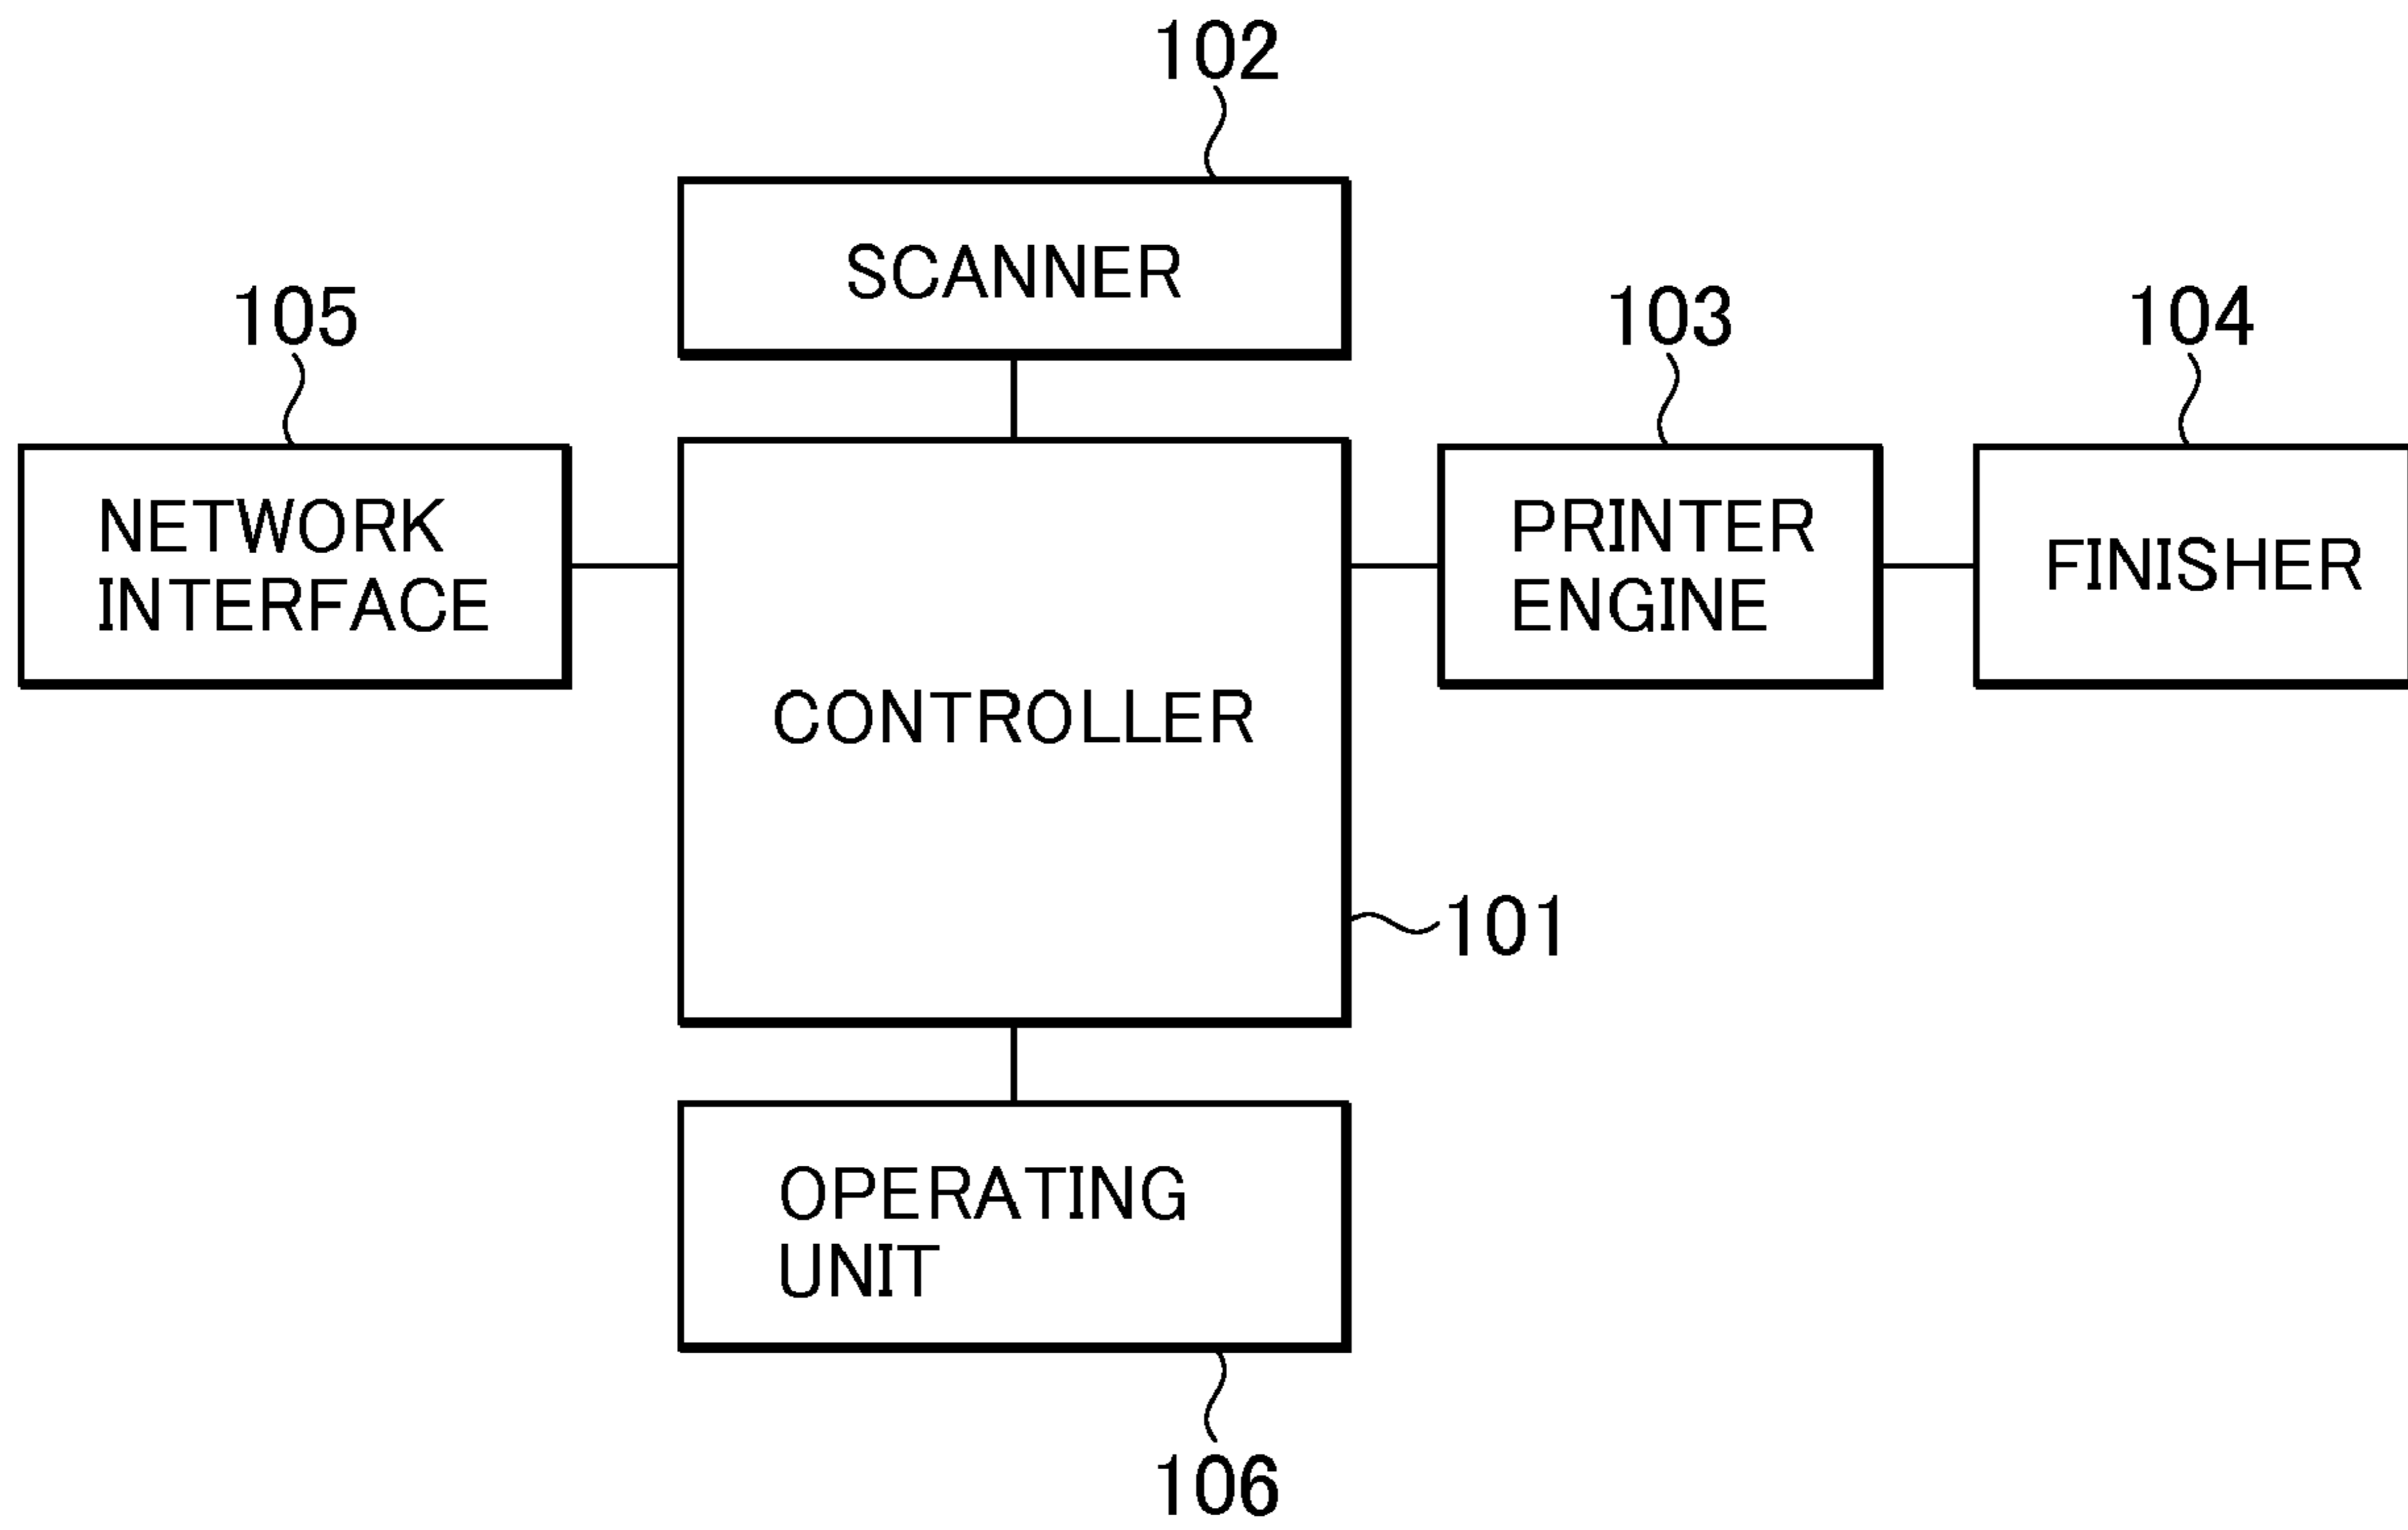 102
SCANNER
105
103
104
NETWORK
INTERFACE
CONTROLLER
PRINTER
ENGINE
FINISHER
101
OPERATING
UNIT
106